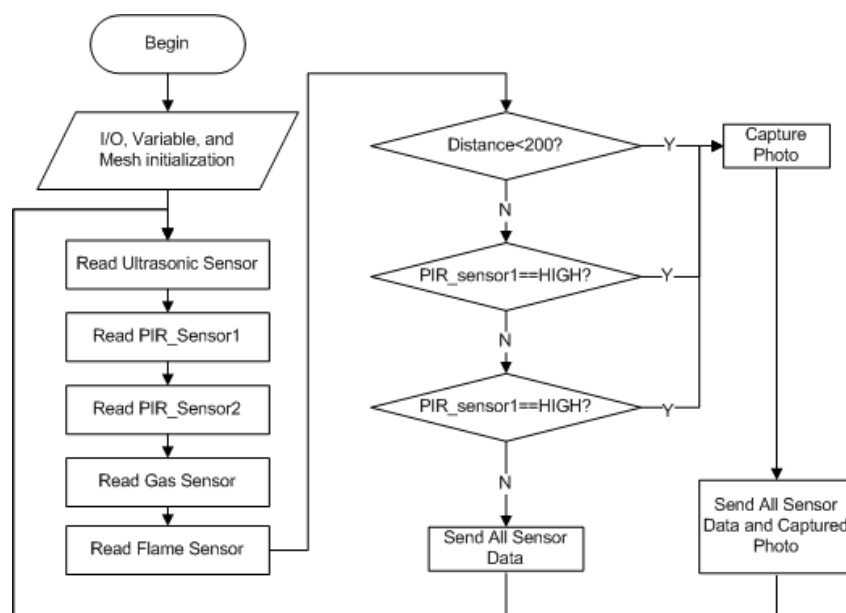 Begin
I/O, Variable, and
Mesh initialization
Read Ultrasonic Sensor
Read PIR_Sensor1
Read PIR_Sensor2
Read Gas Sensor
Read Flame Sensor
Distance<200?
Y
N
PIR_sensor1==HIGH?
Y
N
PIR_sensor1==HIGH?
Y
N
Send All Sensor
Data
Capture
Photo
Send All Sensor
Data and Captured
Photo